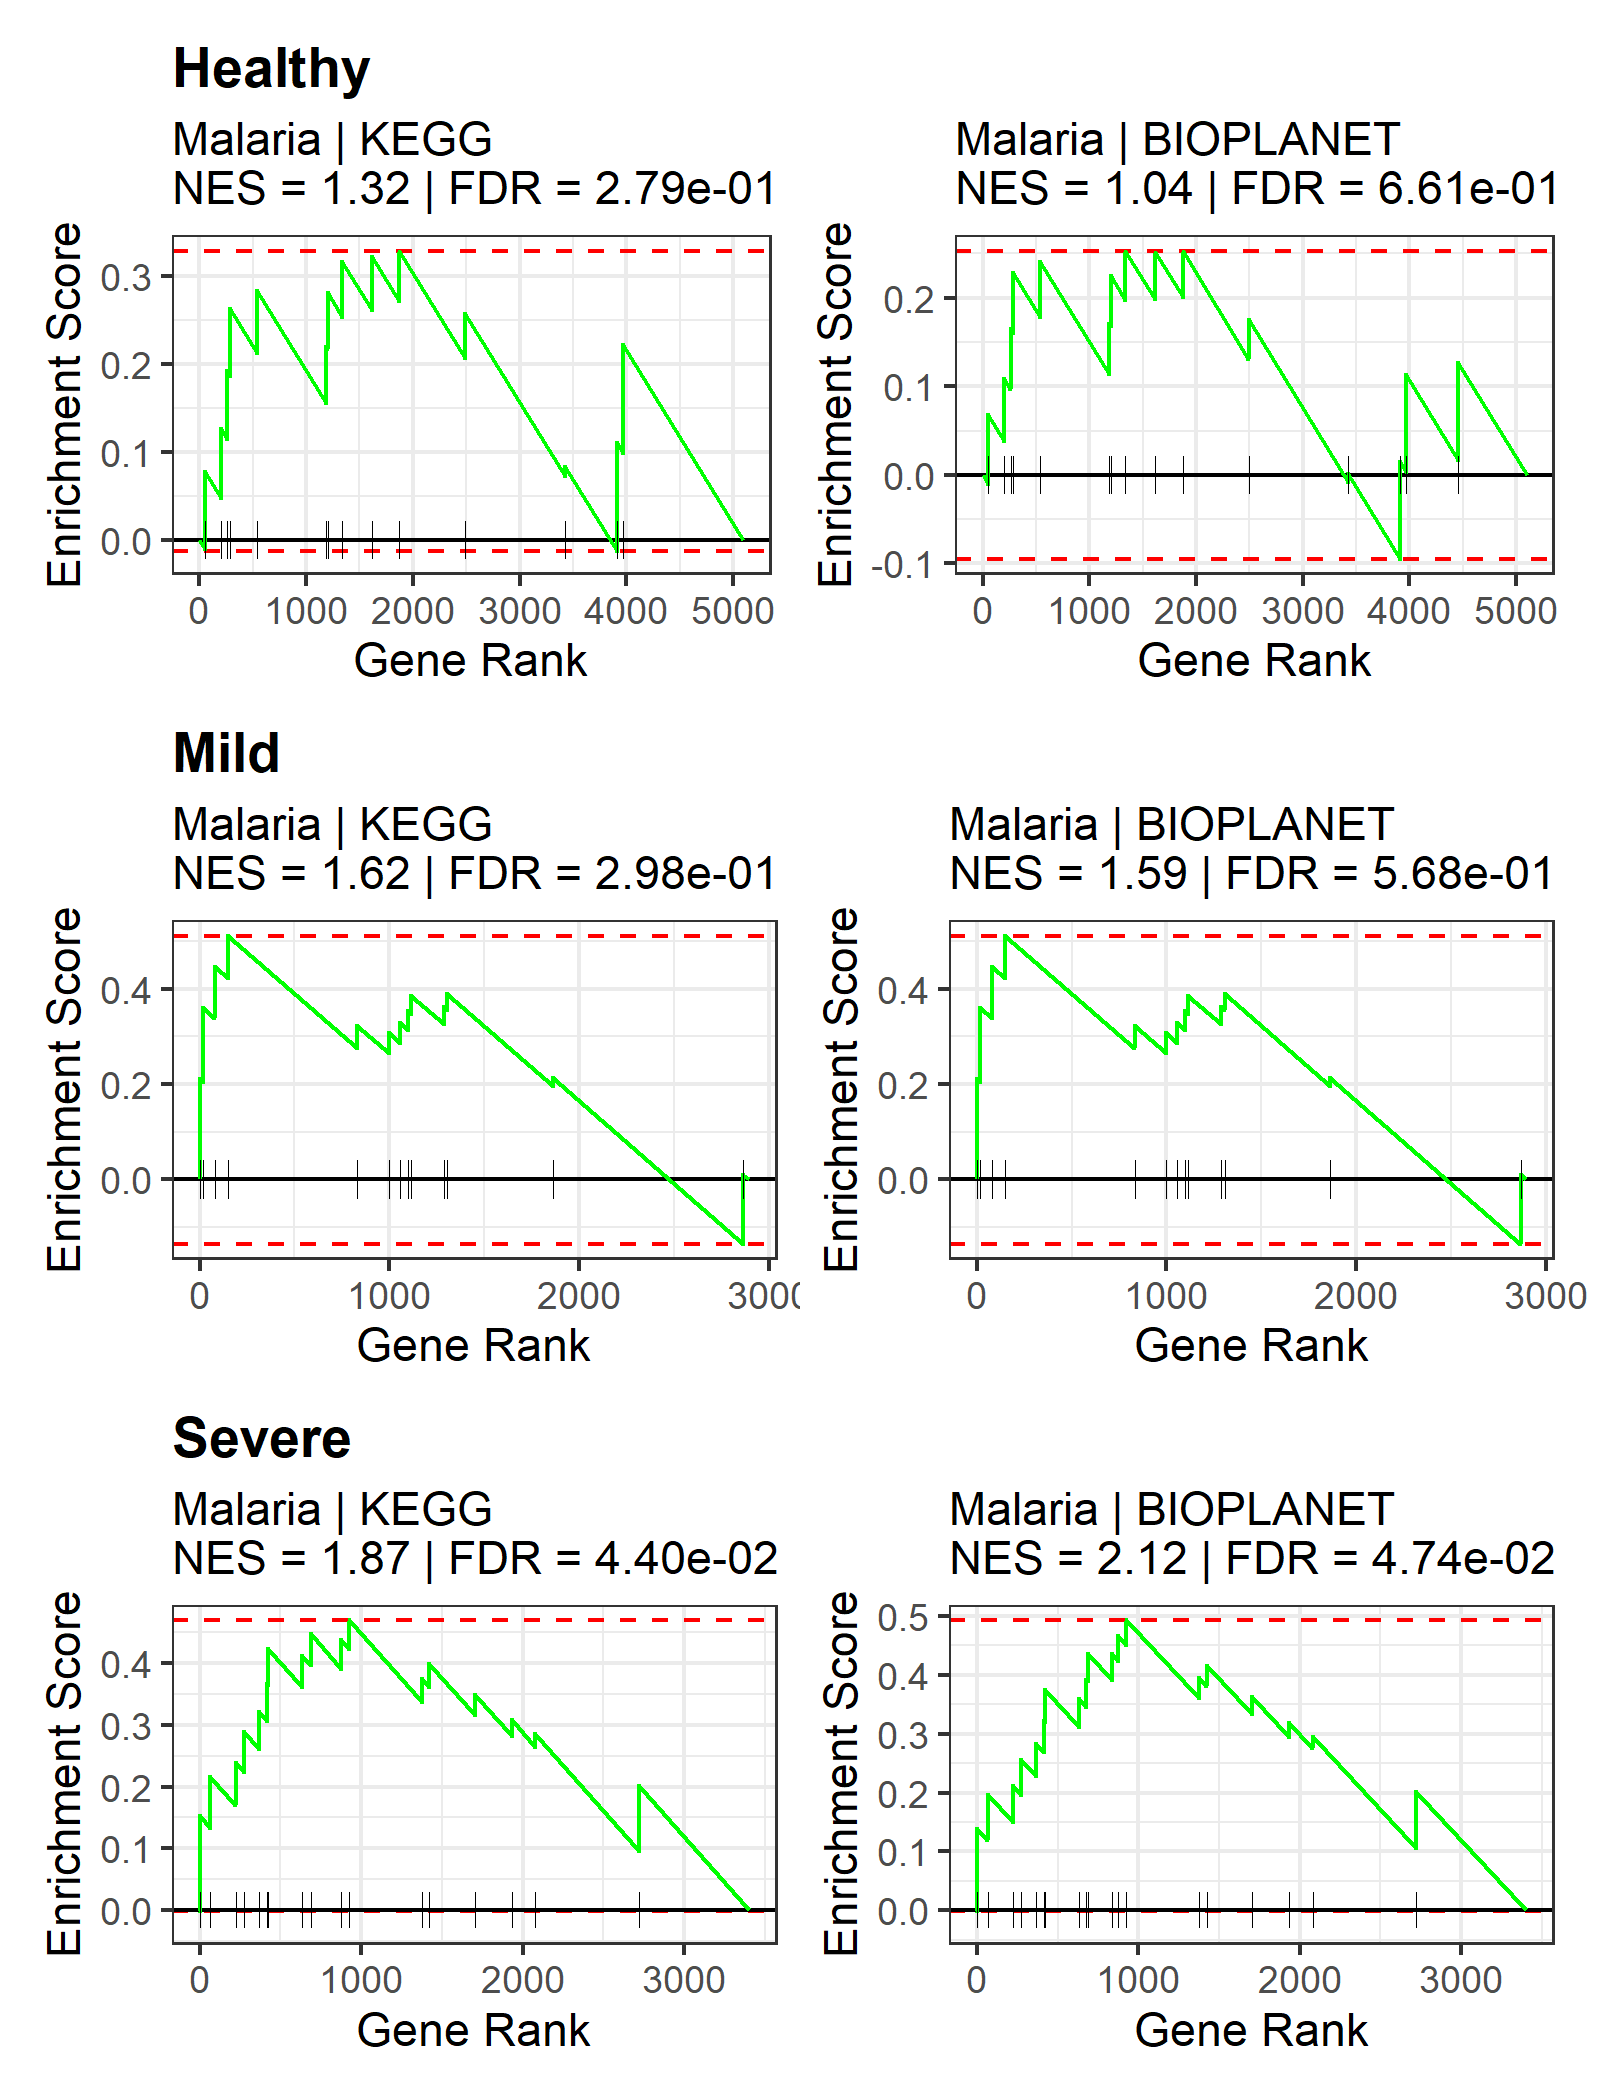 Healthy
Malaria | KEGG
NES = 1.32 | FDR = 2.79e-01
Enrichment Score
0.3
0.2
0.1
0.0
0 1000 2000 3000 4000 5000
Gene Rank
Malaria | BIOPLANET
NES = 1.04 | FDR = 6.61e-01
Enrichment Score
0.2
0.1
0.0
-0.1
0 1000 2000 3000 4000 5000
Gene Rank
Mild
Malaria | KEGG
NES = 1.62 | FDR = 2.98e-01
Enrichment Score
0.4
0.2
0.0
0 1000 2000 3000
Gene Rank
Malaria | BIOPLANET
NES = 1.59 | FDR = 5.68e-01
Enrichment Score
0.4
0.2
0.0
0 1000 2000 3000
Gene Rank
Severe
Malaria | KEGG
NES = 1.87 | FDR = 4.40e-02
Enrichment Score
0.4
0.3
0.2
0.1
0.0
0 1000 2000 3000
Gene Rank
Malaria | BIOPLANET
NES = 2.12 | FDR = 4.74e-02
Enrichment Score
0.5
0.4
0.3
0.2
0.1
0.0
0 1000 2000 3000
Gene Rank